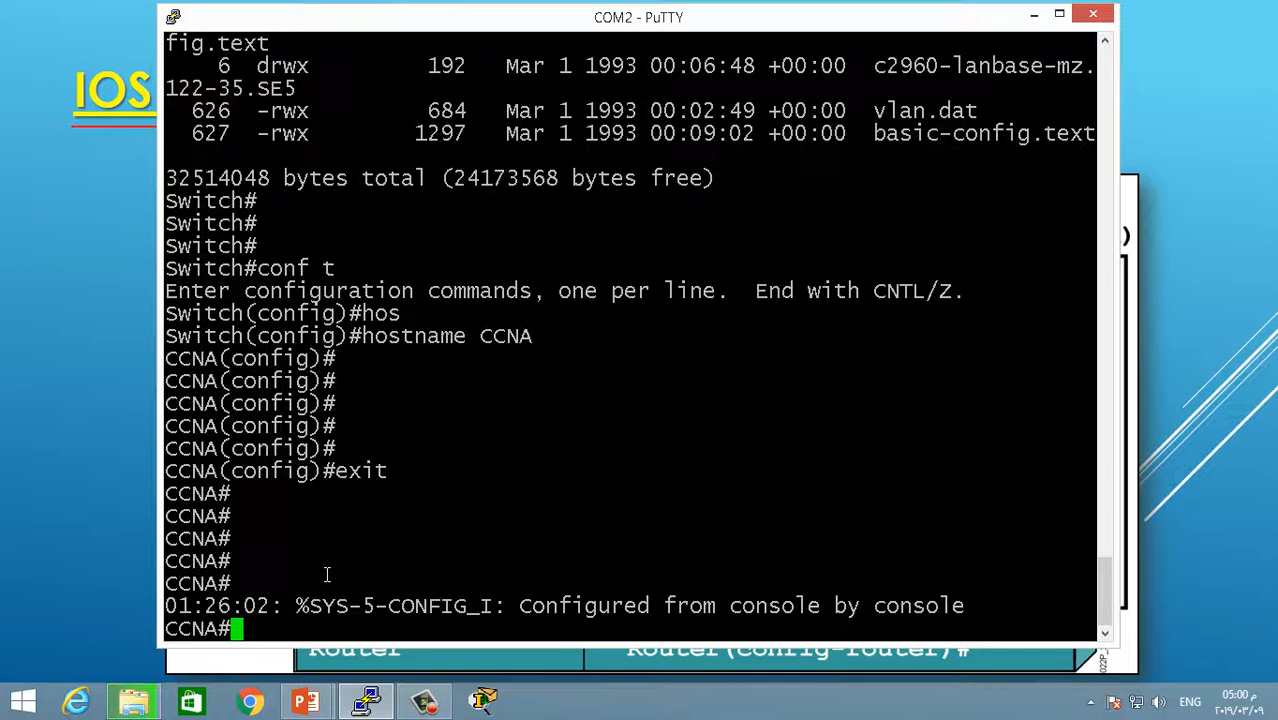 COM2 - PuTTY
IOS
fig.text
6 drwx 192 Mar 1 1993 00:06:48 +00:00 c2960-lanbase-mz.
122-35.SE5
626 -rwx 684 Mar 1 1993 00:02:49 +00:00 vlan.dat
627 -rwx 1297 Mar 1 1993 00:09:02 +00:00 basic-config.text
32514048 bytes total (24173568 bytes free)
Switch#
Switch#
Switch#
Switch#conf t
Enter configuration commands, one per line. End with CNTL/Z.
Switch(config)#hos
Switch(config)#hostname CCNA
CCNA(config)#
CCNA(config)#
CCNA(config)#
CCNA(config)#
CCNA(config)#
CCNA(config)#exit
CCNA#
CCNA#
CCNA#
CCNA#
CCNA#
01:26:02: %SYS-5-CONFIG_I: Configured from console by console
CCNA#
Router Router(config-router)#
ENG
05:00 م
٢٠١٩/٠٣/٠٩